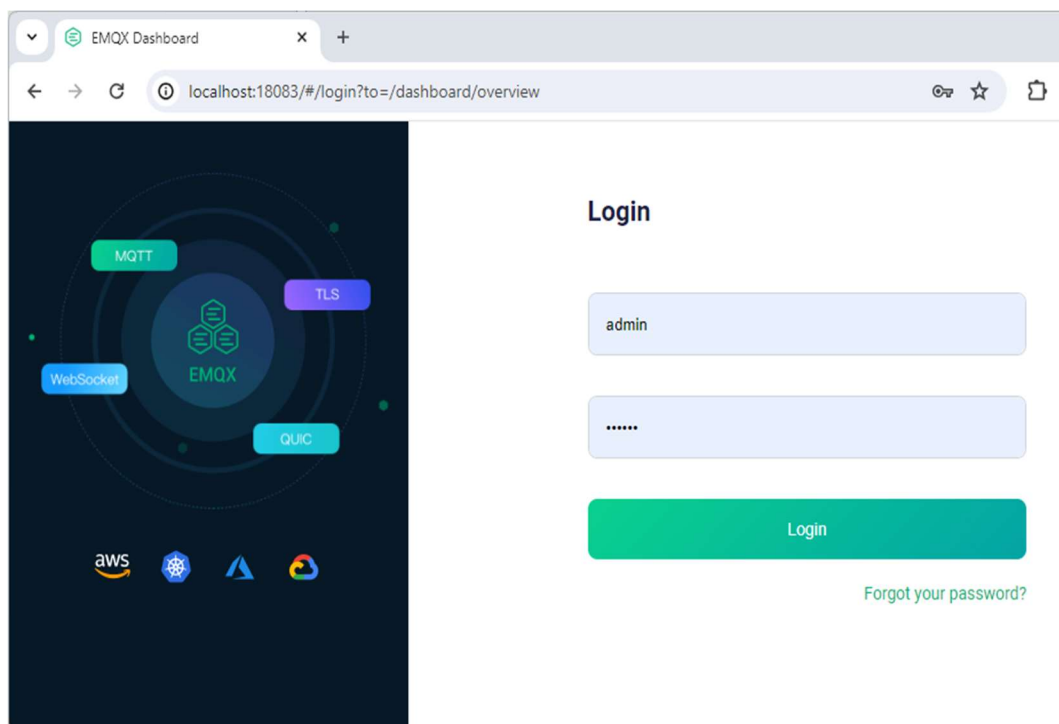 EMQX Dashboard
localhost:18083/#/login?to=/dashboard/overview
MQTT
TLS
EMQX
WebSocket
QUIC
aws
Login
admin
••••••
Login
Forgot your password?